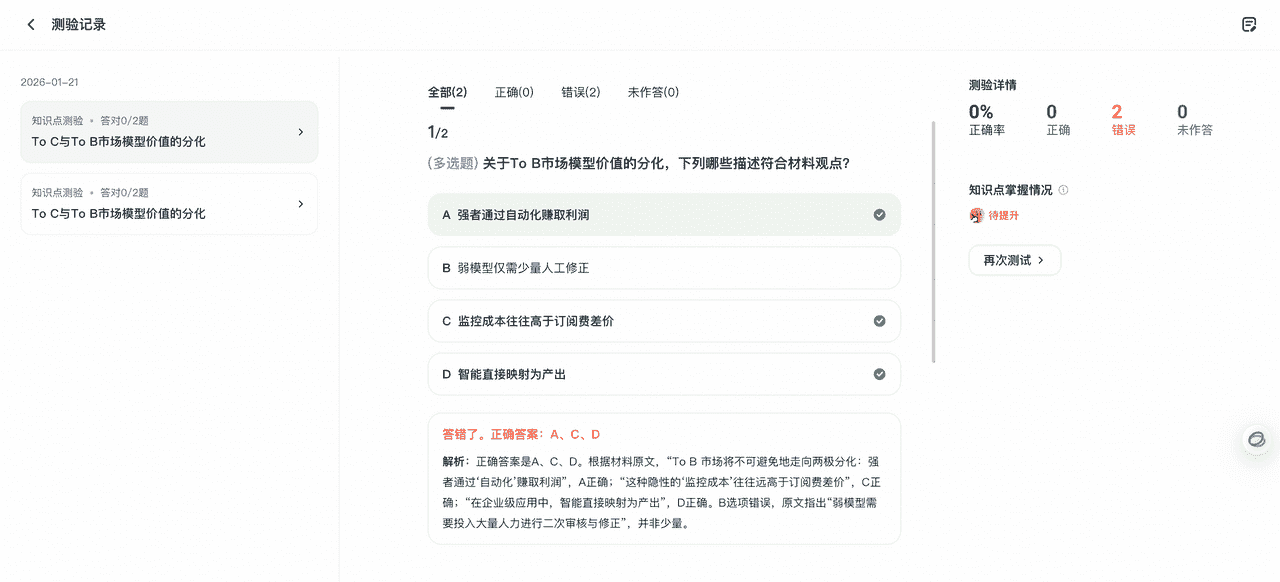 测验记录
2026-01-21
知识点测验 • 答对0/2题
To C与To B市场模型价值的分化
知识点测验 • 答对0/2题
To C与To B市场模型价值的分化
全部(2) 正确(0) 错误(2) 未作答(0)
1/2
(多选题) 关于To B市场模型价值的分化，下列哪些描述符合材料观点？
A 强者通过自动化赚取利润
B 弱模型仅需少量人工修正
C 监控成本往往高于订阅费差价
D 智能直接映射为产出
答错了。正确答案：A、C、D
解析：正确答案是A、C、D。根据材料原文，“To B 市场将不可避免地走向两极分化：强
者通过‘自动化’赚取利润”，A正确；“这种隐性的‘监控成本’往往远高于订阅费差价”，C正
确；“在企业级应用中，智能直接映射为产出”，D正确。B选项错误，原文指出“弱模型需
要投入大量人力进行二次审核与修正”，并非少量。
测验详情
0% 0 2 0
正确率 正确 错误 未作答
知识点掌握情况
待提升
再次测试